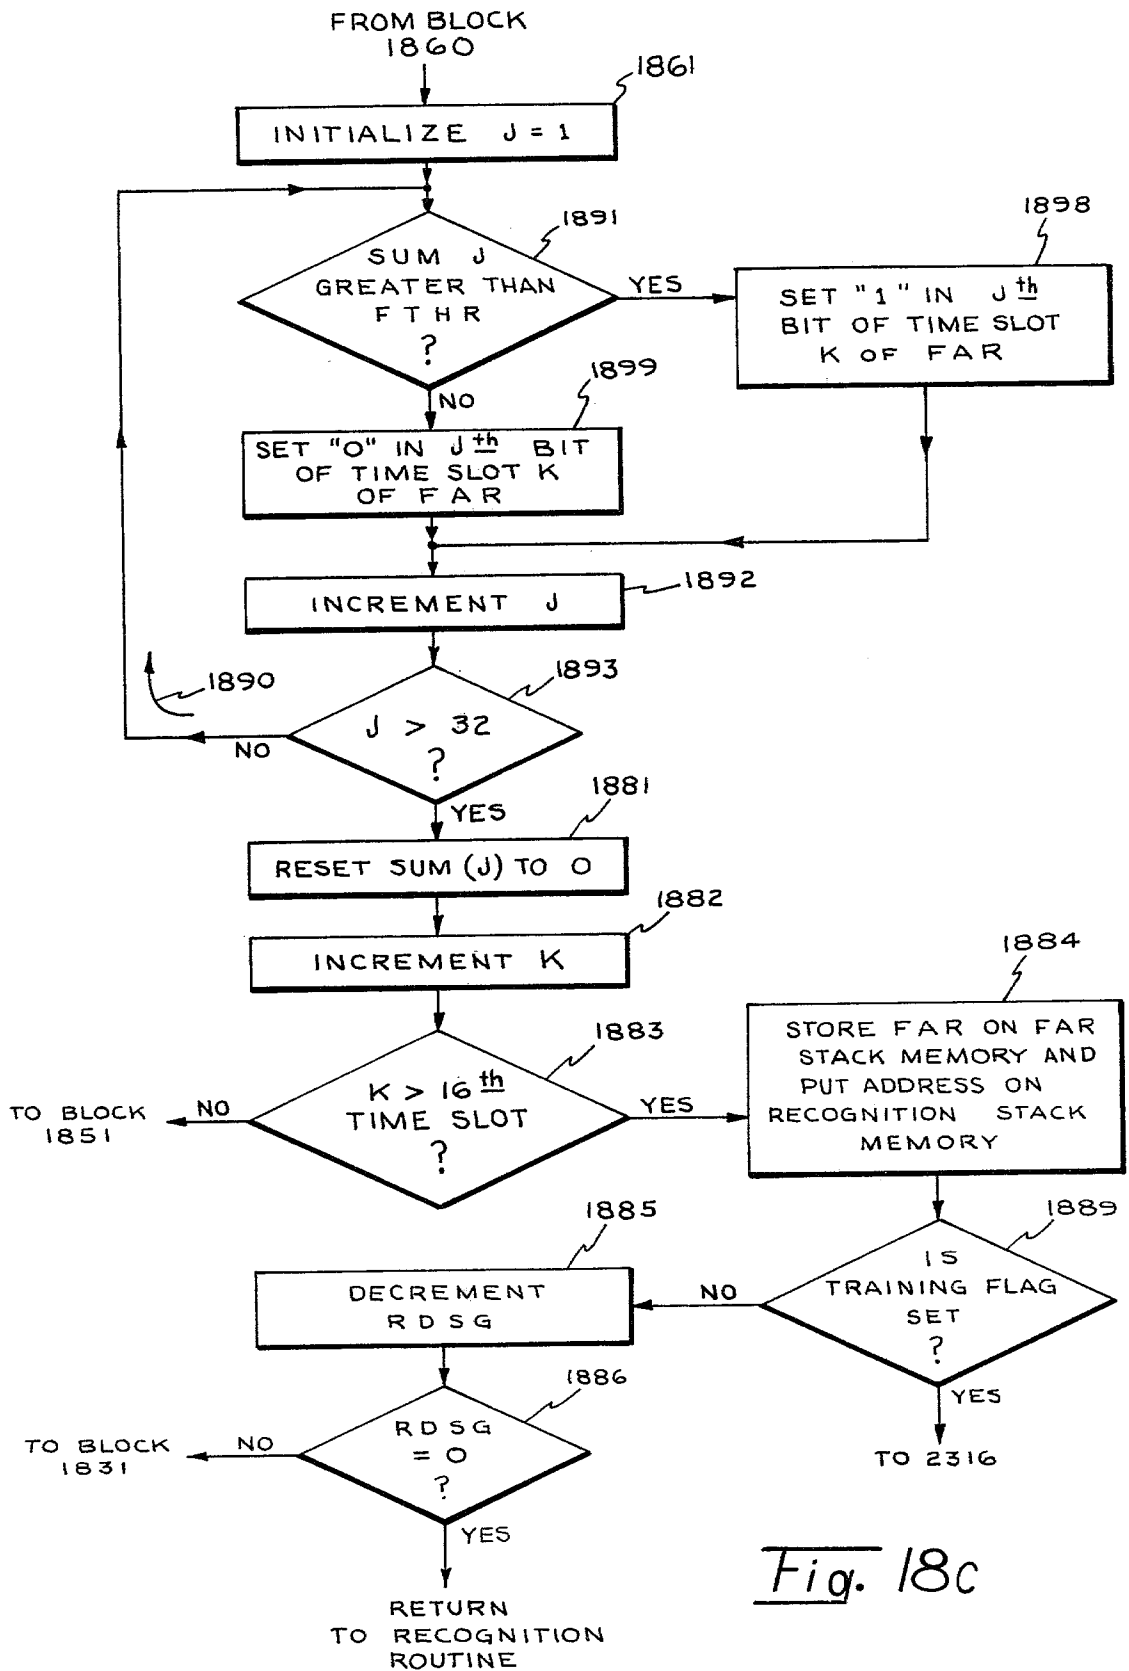 FROM BLOCK
1860
1861
INITIALIZE J = 1
1891
SUM J
GREATER THAN
FTHR
?
YES
1898
SET "1" IN Jth
BIT OF TIME SLOT
K OF FAR
NO
1899
SET "0" IN Jth BIT
OF TIME SLOT K
OF FAR
1892
INCREMENT J
1890
1893
J > 32
?
NO
YES
1881
RESET SUM (J) TO 0
1882
INCREMENT K
1883
K > 16th
TIME SLOT
?
NO
TO BLOCK
1851
YES
1884
STORE FAR ON FAR
STACK MEMORY AND
PUT ADDRESS ON
RECOGNITION STACK
MEMORY
1889
IS
TRAINING FLAG
SET
?
NO
YES
TO 2316
1885
DECREMENT
RDSG
1886
RDSG
= 0
?
NO
TO BLOCK
1831
YES
RETURN
TO RECOGNITION
ROUTINE
Fig. 18C